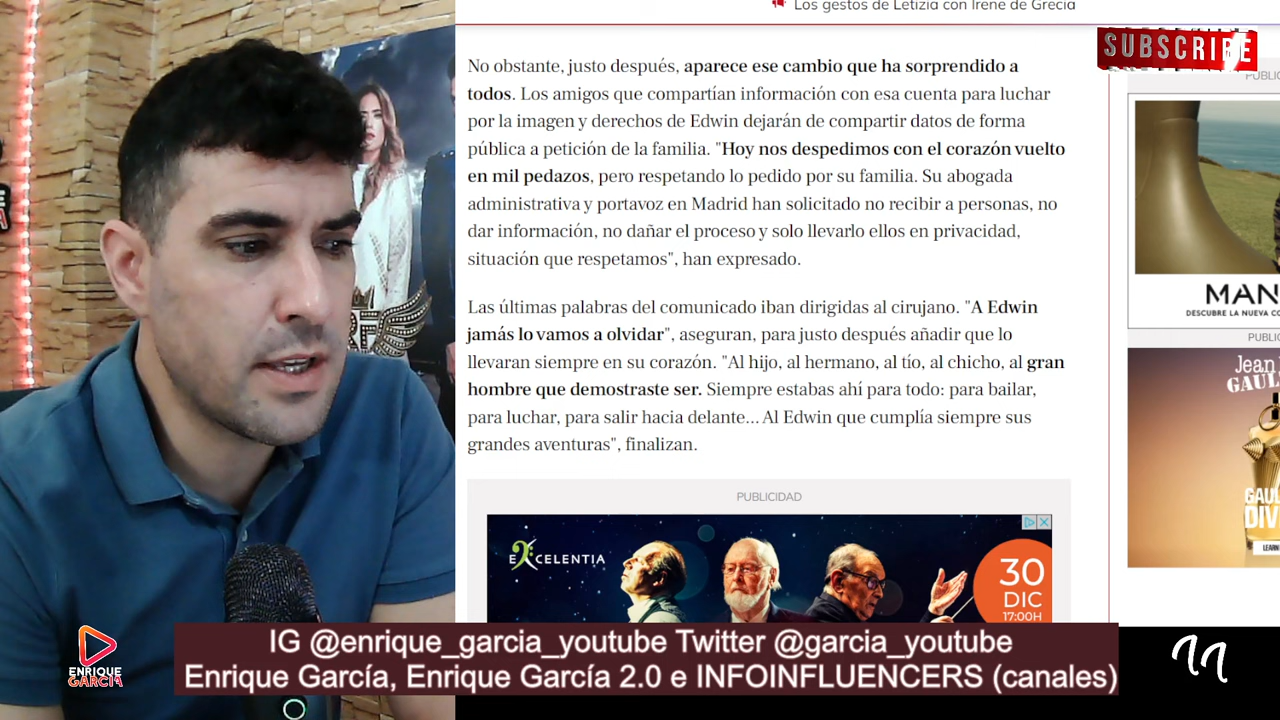 Los gestos de Letizia con Irene de Grecia
SUBSCRIBE
No obstante, justo después, aparece ese cambio que ha sorprendido a
todos. Los amigos que compartían información con esa cuenta para luchar
por la imagen y derechos de Edwin dejarán de compartir datos de forma
pública a petición de la familia. "Hoy nos despedimos con el corazón vuelto
en mil pedazos, pero respetando lo pedido por su familia. Su abogada
administrativa y portavoz en Madrid han solicitado no recibir a personas, no
dar información, no dañar el proceso y solo llevarlo ellos en privacidad,
situación que respetamos", han expresado.
Las últimas palabras del comunicado iban dirigidas al cirujano. "A Edwin
jamás lo vamos a olvidar", aseguran, para justo después añadir que lo
llevaran siempre en su corazón. "Al hijo, al hermano, al tío, al chicho, al gran
hombre que demostraste ser. Siempre estabas ahí para todo: para bailar,
para luchar, para salir hacia delante... Al Edwin que cumplía siempre sus
grandes aventuras", finalizan.
PUBLICIDAD
EXCELENTIA
30
DIC
17:00H
PUBLIC
MAN
DESCUBRE LA NUEVA CO
PUBLIC
Jean
GAUL
GAU
DIV
LEARN
IG @enrique_garcia_youtube Twitter @garcia_youtube
Enrique García, Enrique García 2.0 e INFOINFLUENCERS (canales)
ENRIQUE
GARCÍA